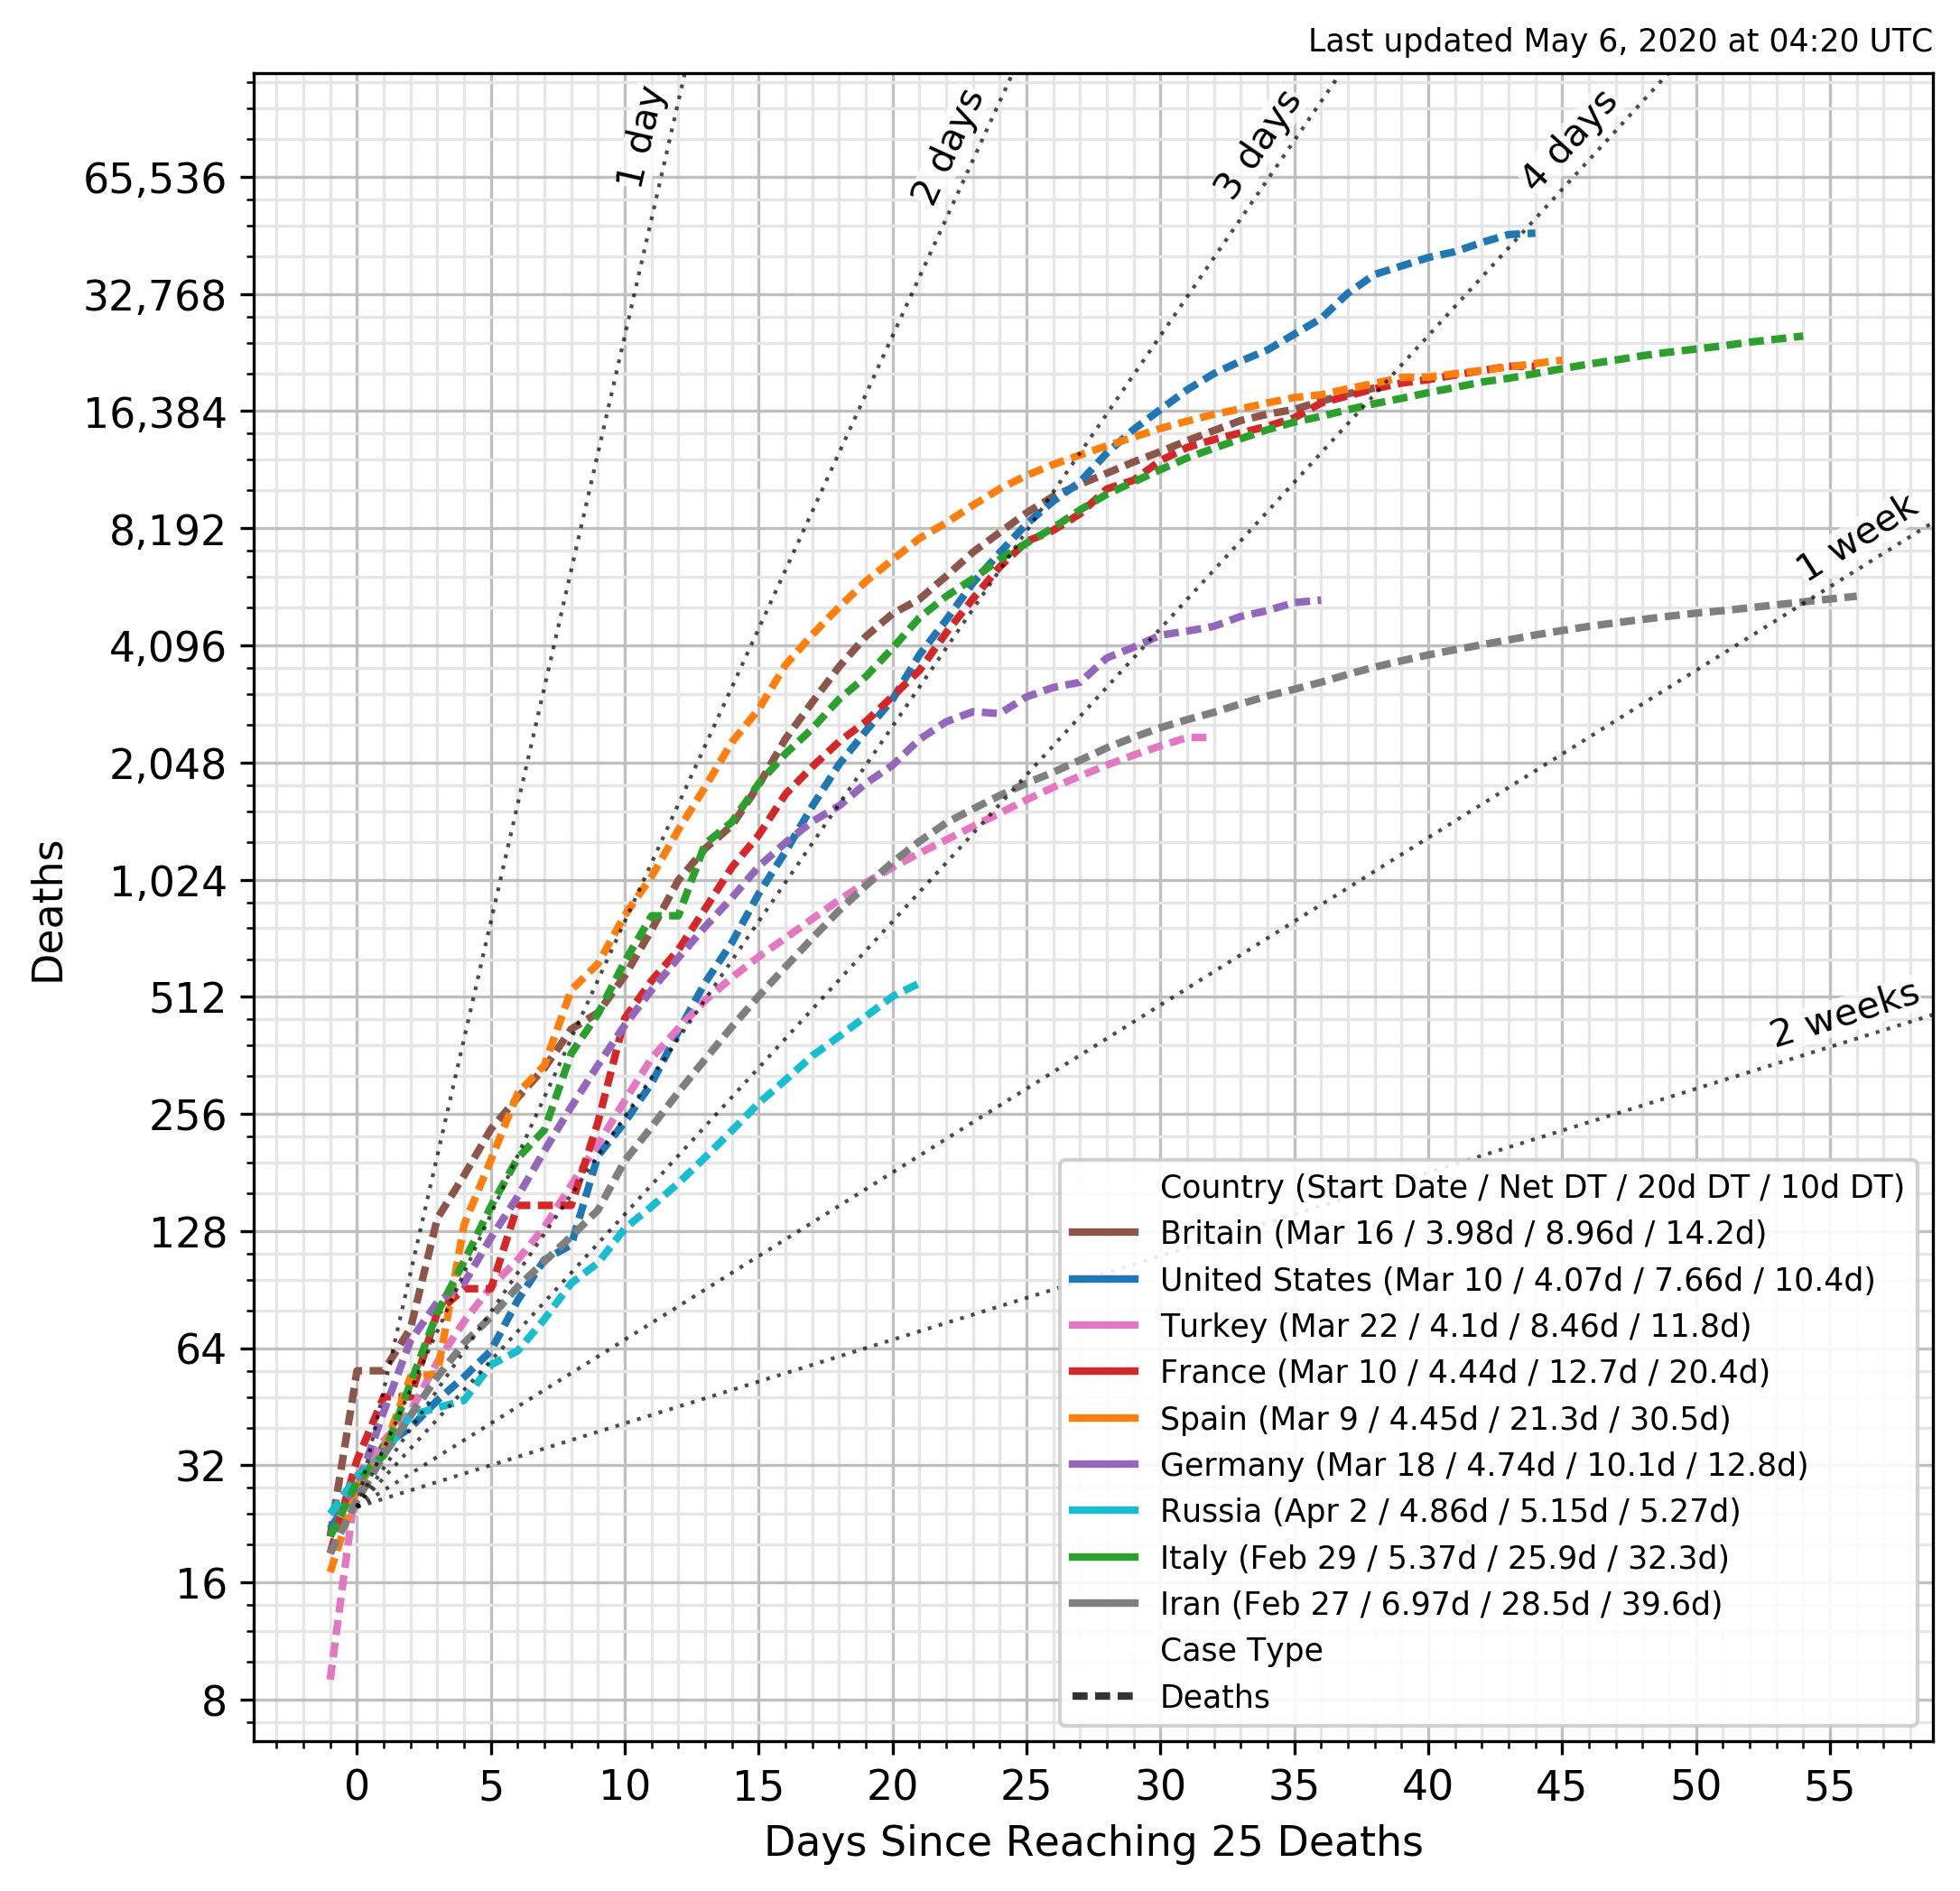 Last updated May 6, 2020 at 04:20 UTC
1 day
2 days
3 days
4 days
1 week
2 weeks
65,536
32,768
16,384
8,192
4,096
2,048
1,024
512
256
128
64
32
16
8
Deaths
Country (Start Date / Net DT / 20d DT / 10d DT)
Britain (Mar 16 / 3.98d / 8.96d / 14.2d)
United States (Mar 10 / 4.07d / 7.66d / 10.4d)
Turkey (Mar 22 / 4.1d / 8.46d / 11.8d)
France (Mar 10 / 4.44d / 12.7d / 20.4d)
Spain (Mar 9 / 4.45d / 21.3d / 30.5d)
Germany (Mar 18 / 4.74d / 10.1d / 12.8d)
Russia (Apr 2 / 4.86d / 5.15d / 5.27d)
Italy (Feb 29 / 5.37d / 25.9d / 32.3d)
Iran (Feb 27 / 6.97d / 28.5d / 39.6d)
Case Type
Deaths
0 5 10 15 20 25 30 35 40 45 50 55
Days Since Reaching 25 Deaths